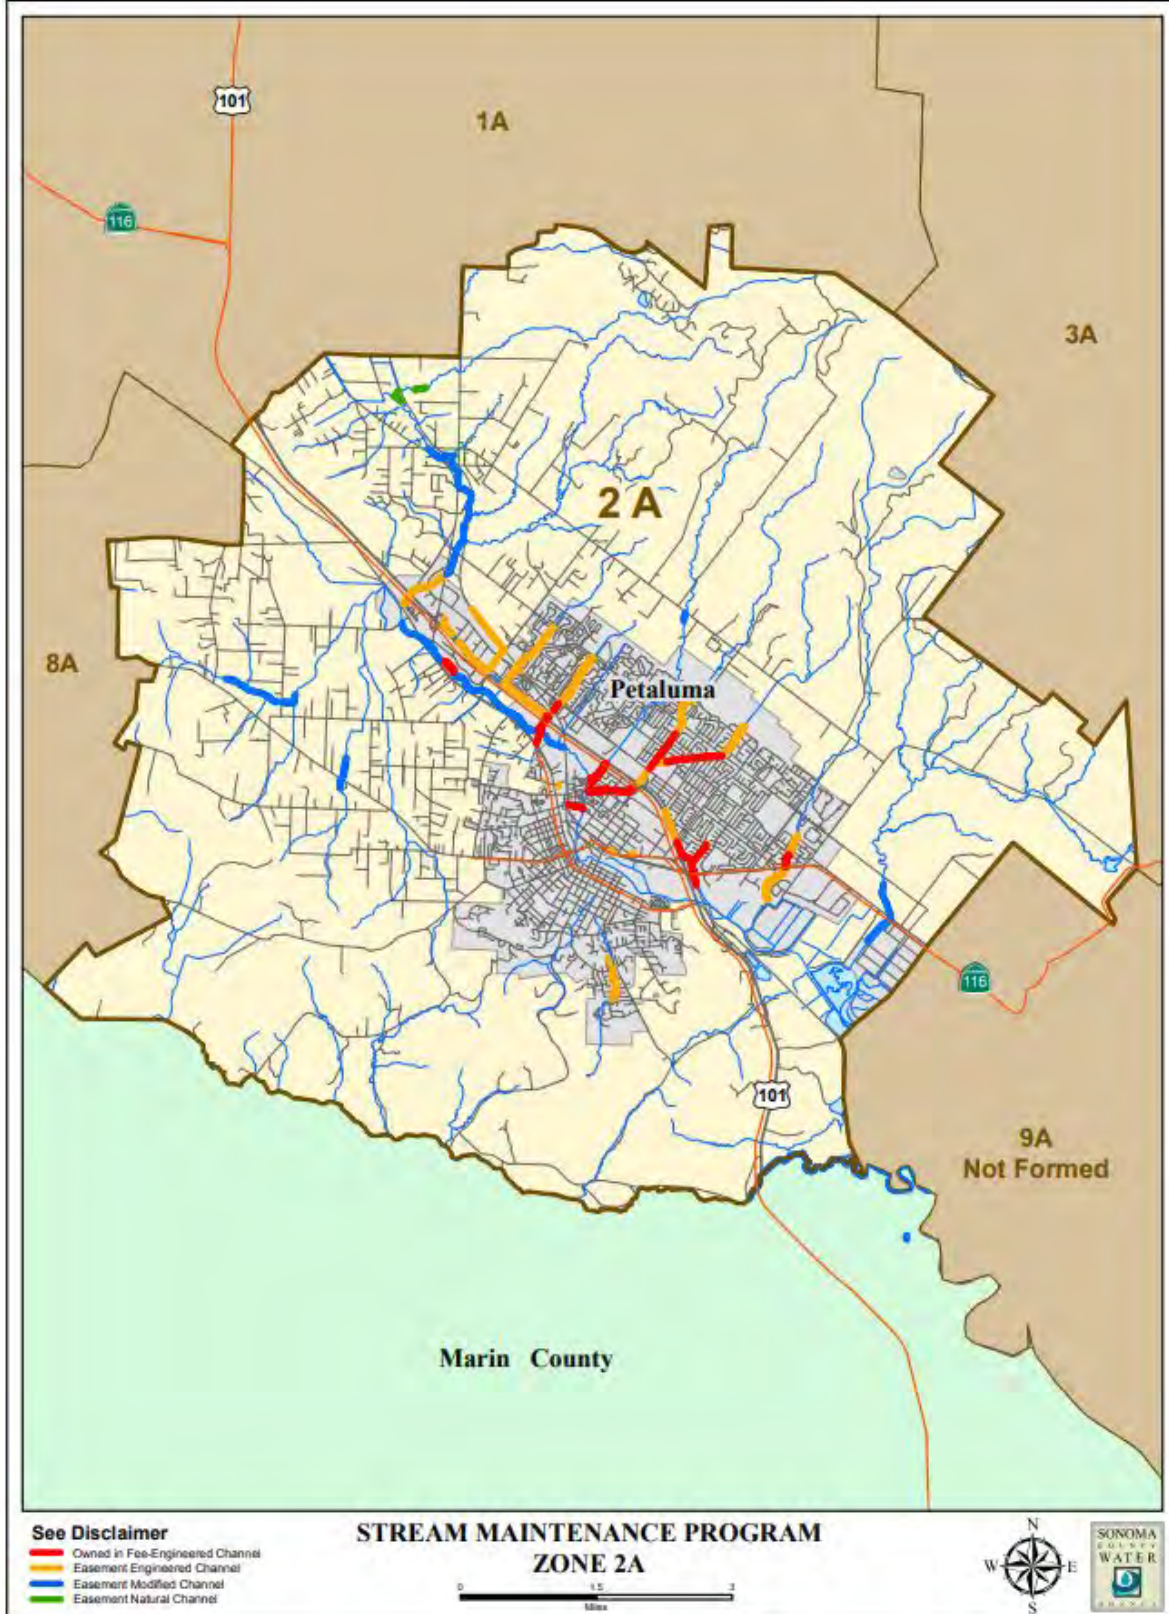 101
1A
116
3A
2 A
8A
Petaluma
116
101
9A
Not Formed
Marin County
See Disclaimer
Owned in Fee-Engineered Channel
Easement Engineered Channel
Easement Modified Channel
Easement Natural Channel
STREAM MAINTENANCE PROGRAM
ZONE 2A
0 1.5 3
Miles
N
W E
S
SONOMA
COUNTY
WATER
AGENCY